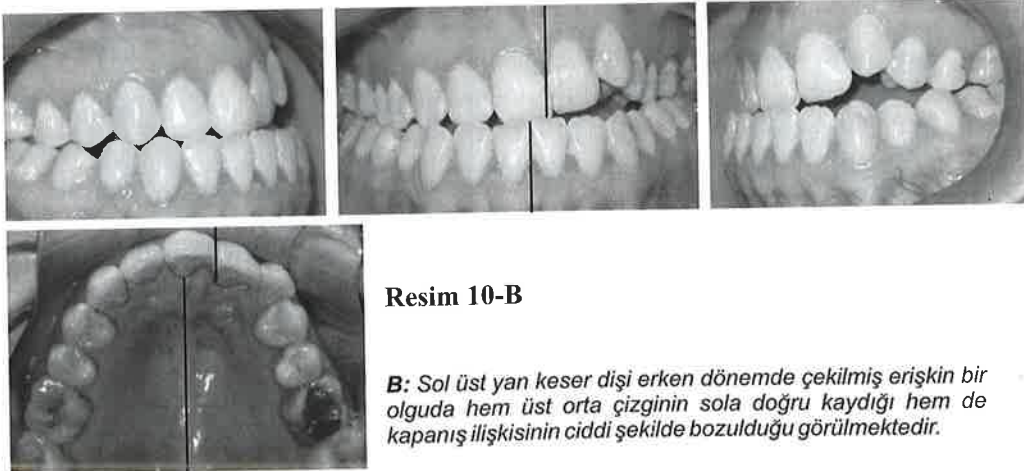 Resim 10-B
B: Sol üst yan keser dişi erken dönemde çekilmiş erişkin bir
olguda hem üst orta çizginin sola doğru kaydığı hem de
kapanış ilişkisinin ciddi şekilde bozulduğu görülmektedir.